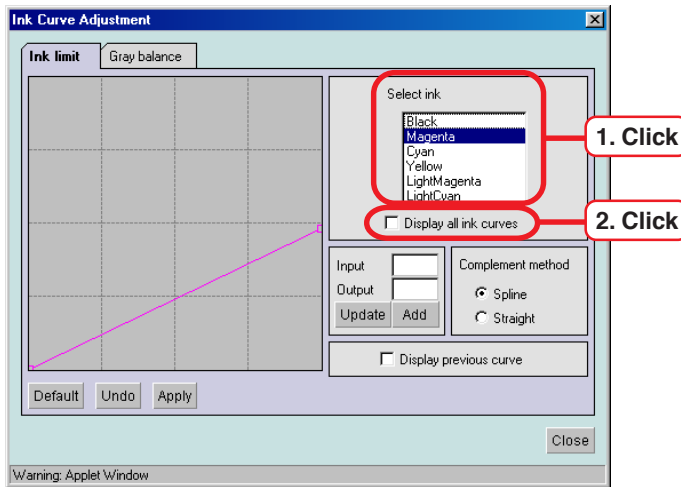 Ink Curve Adjustment
Ink limit
Gray balance
Select ink
Black
Magenta
Cyan
Yellow
LightMagenta
LightCyan
1. Click
Display all ink curves
2. Click
Input
Output
Update Add
Complement method
Spline
Straight
Display previous curve
Default Undo Apply
Close
Warning: Applet Window